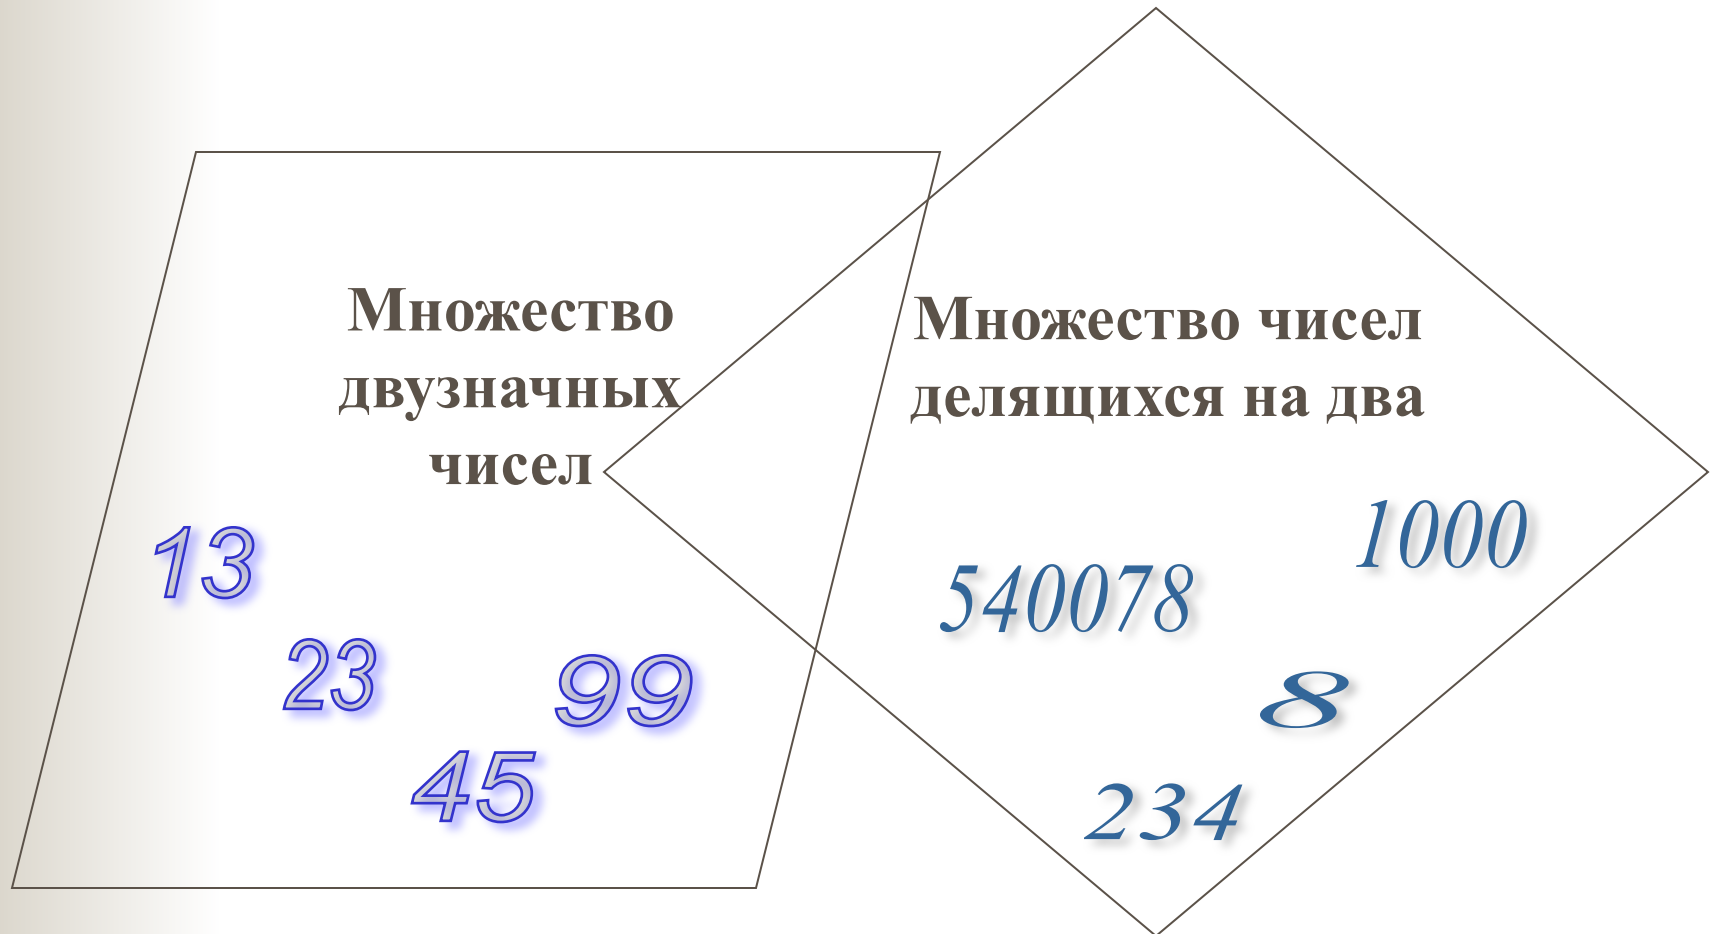 Множество
двузначных
чисел
Множество чисел
делящихся на два
13
23
99
45
1000
540078
8
234